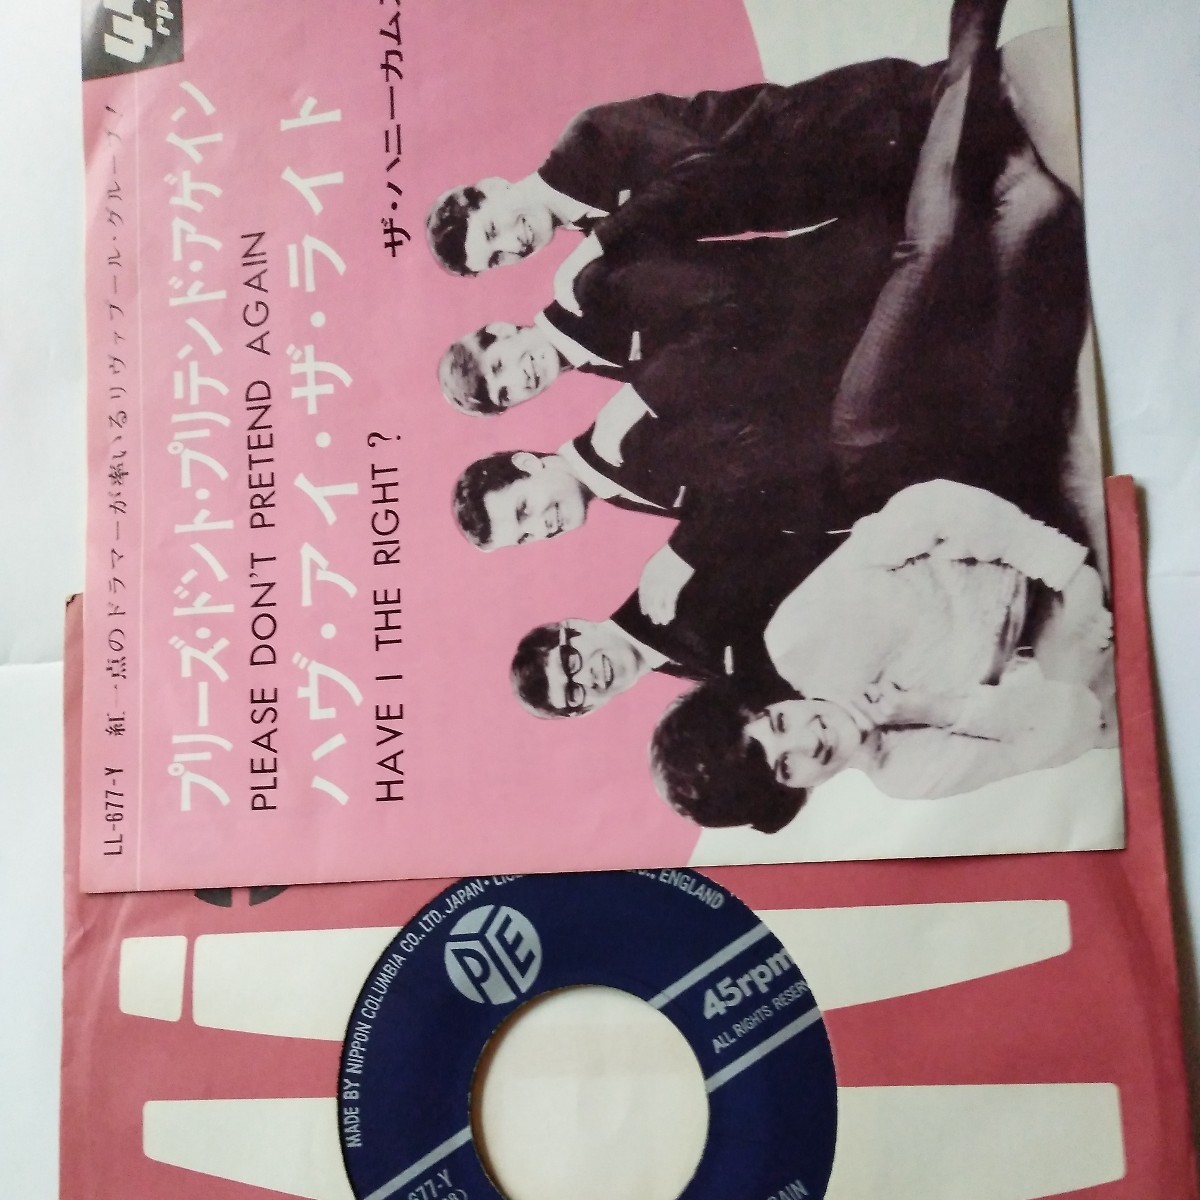 45
rpm
LL-677-Y 紅一点のドラマーが率いるリヴァプール・グループ!
プリーズ・ドント・プリテンド・アゲイン
PLEASE DON'T PRETEND AGAIN
ハヴ・アイ・ザ・ライト
HAVE I THE RIGHT?
ザ・ハニーカムズ
MADE BY NIPPON COLUMBIA CO., LTD. JAPAN • ENGLAND
PYE
45rpm
ALL RIGHTS RESER
677-Y